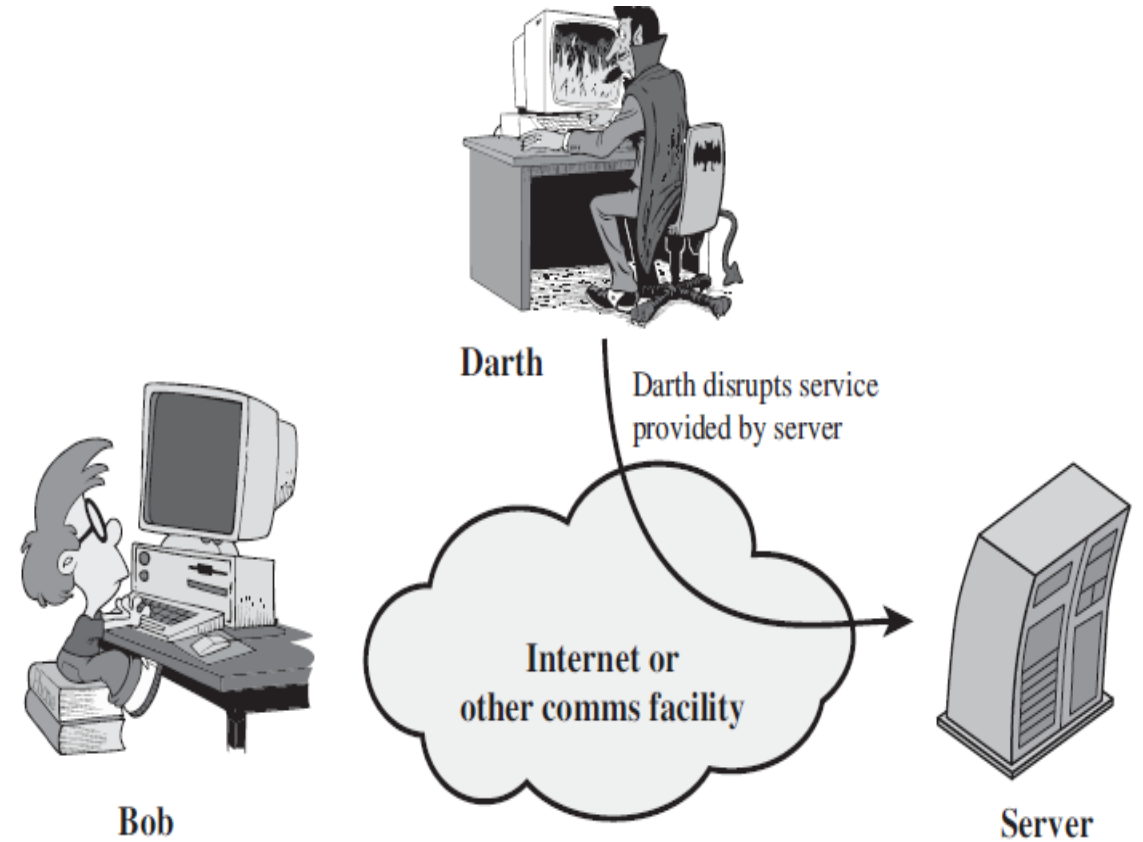 Darth
Darth disrupts service
provided by server
Internet or
other comms facility
Bob
Server